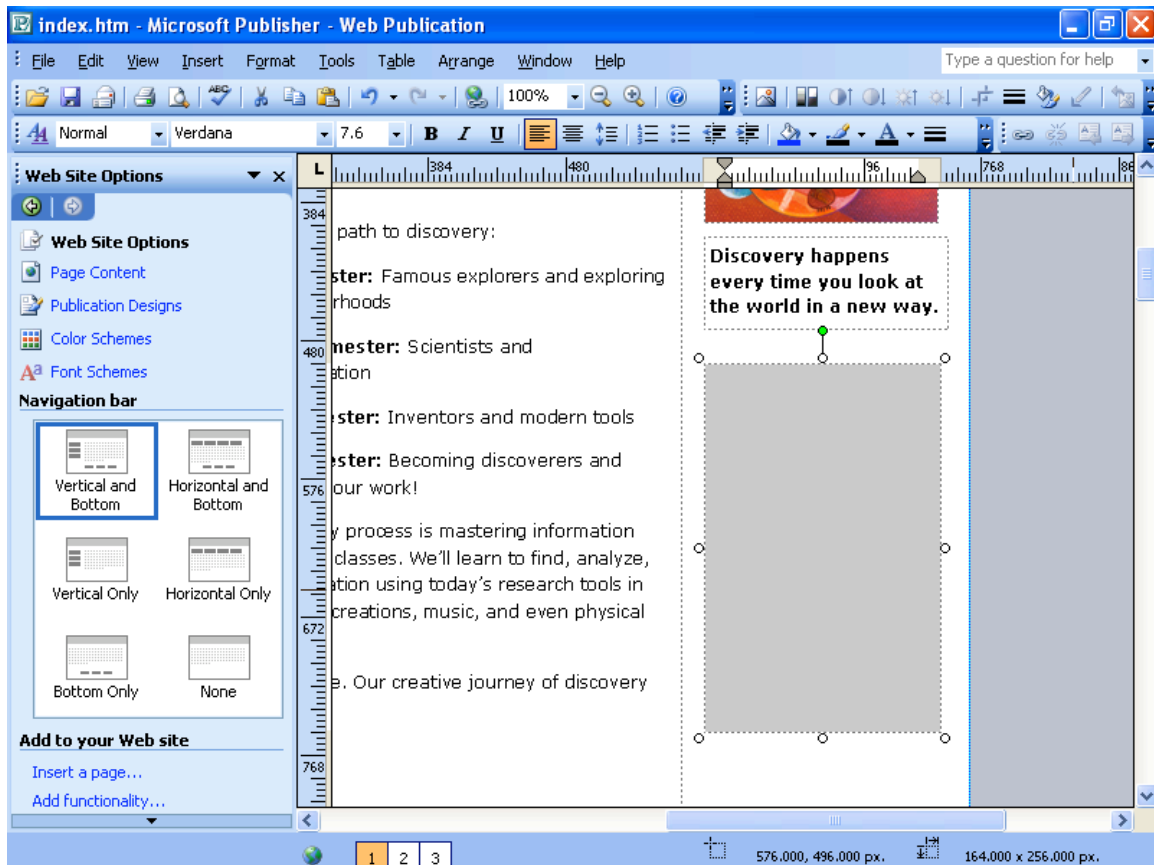 index.htm - Microsoft Publisher - Web Publication
File Edit View Insert Format Tools Table Arrange Window Help Type a question for help
ABC 100%
A4 Normal Verdana 7.6 B I U A
Web Site Options
L 384 480 96 768 86
384
Web Site Options
Page Content
Publication Designs
Color Schemes
Font Schemes
Navigation bar
Vertical and Bottom
Horizontal and Bottom
Vertical Only
Horizontal Only
Bottom Only
None
Add to your Web site
Insert a page...
Add functionality...
path to discovery:
ster: Famous explorers and exploring
rhoods
480
mester: Scientists and
ation
ster: Inventors and modern tools
ester: Becoming discoverers and
576
our work!
y process is mastering information
classes. We'll learn to find, analyze,
ation using today's research tools in
creations, music, and even physical
672
e. Our creative journey of discovery
768
Discovery happens
every time you look at
the world in a new way.
1 2 3 576.000, 496.000 px. 164.000 x 256.000 px.